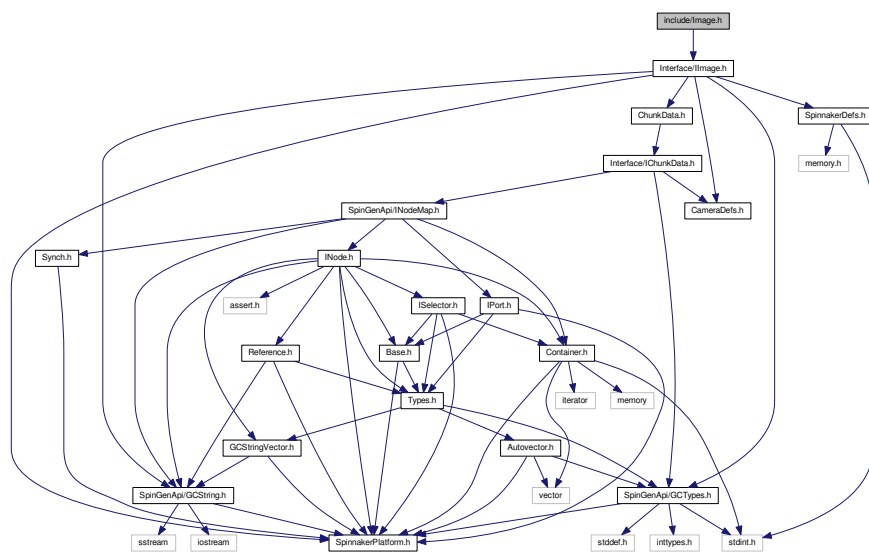 include/Image.h
Interface/IImage.h
ChunkData.h
SpinnakerDefs.h
Interface/IChunkData.h
memory.h
SpinGenApi/INodeMap.h
CameraDefs.h
Synch.h
INode.h
assert.h
ISelector.h
IPort.h
Reference.h
Base.h
Container.h
Types.h
iterator
memory
GCStringVector.h
Autovector.h
SpinGenApi/GCString.h
vector
SpinGenApi/GCTypes.h
sstream
iostream
SpinnakerPlatform.h
stddef.h
inttypes.h
stdint.h